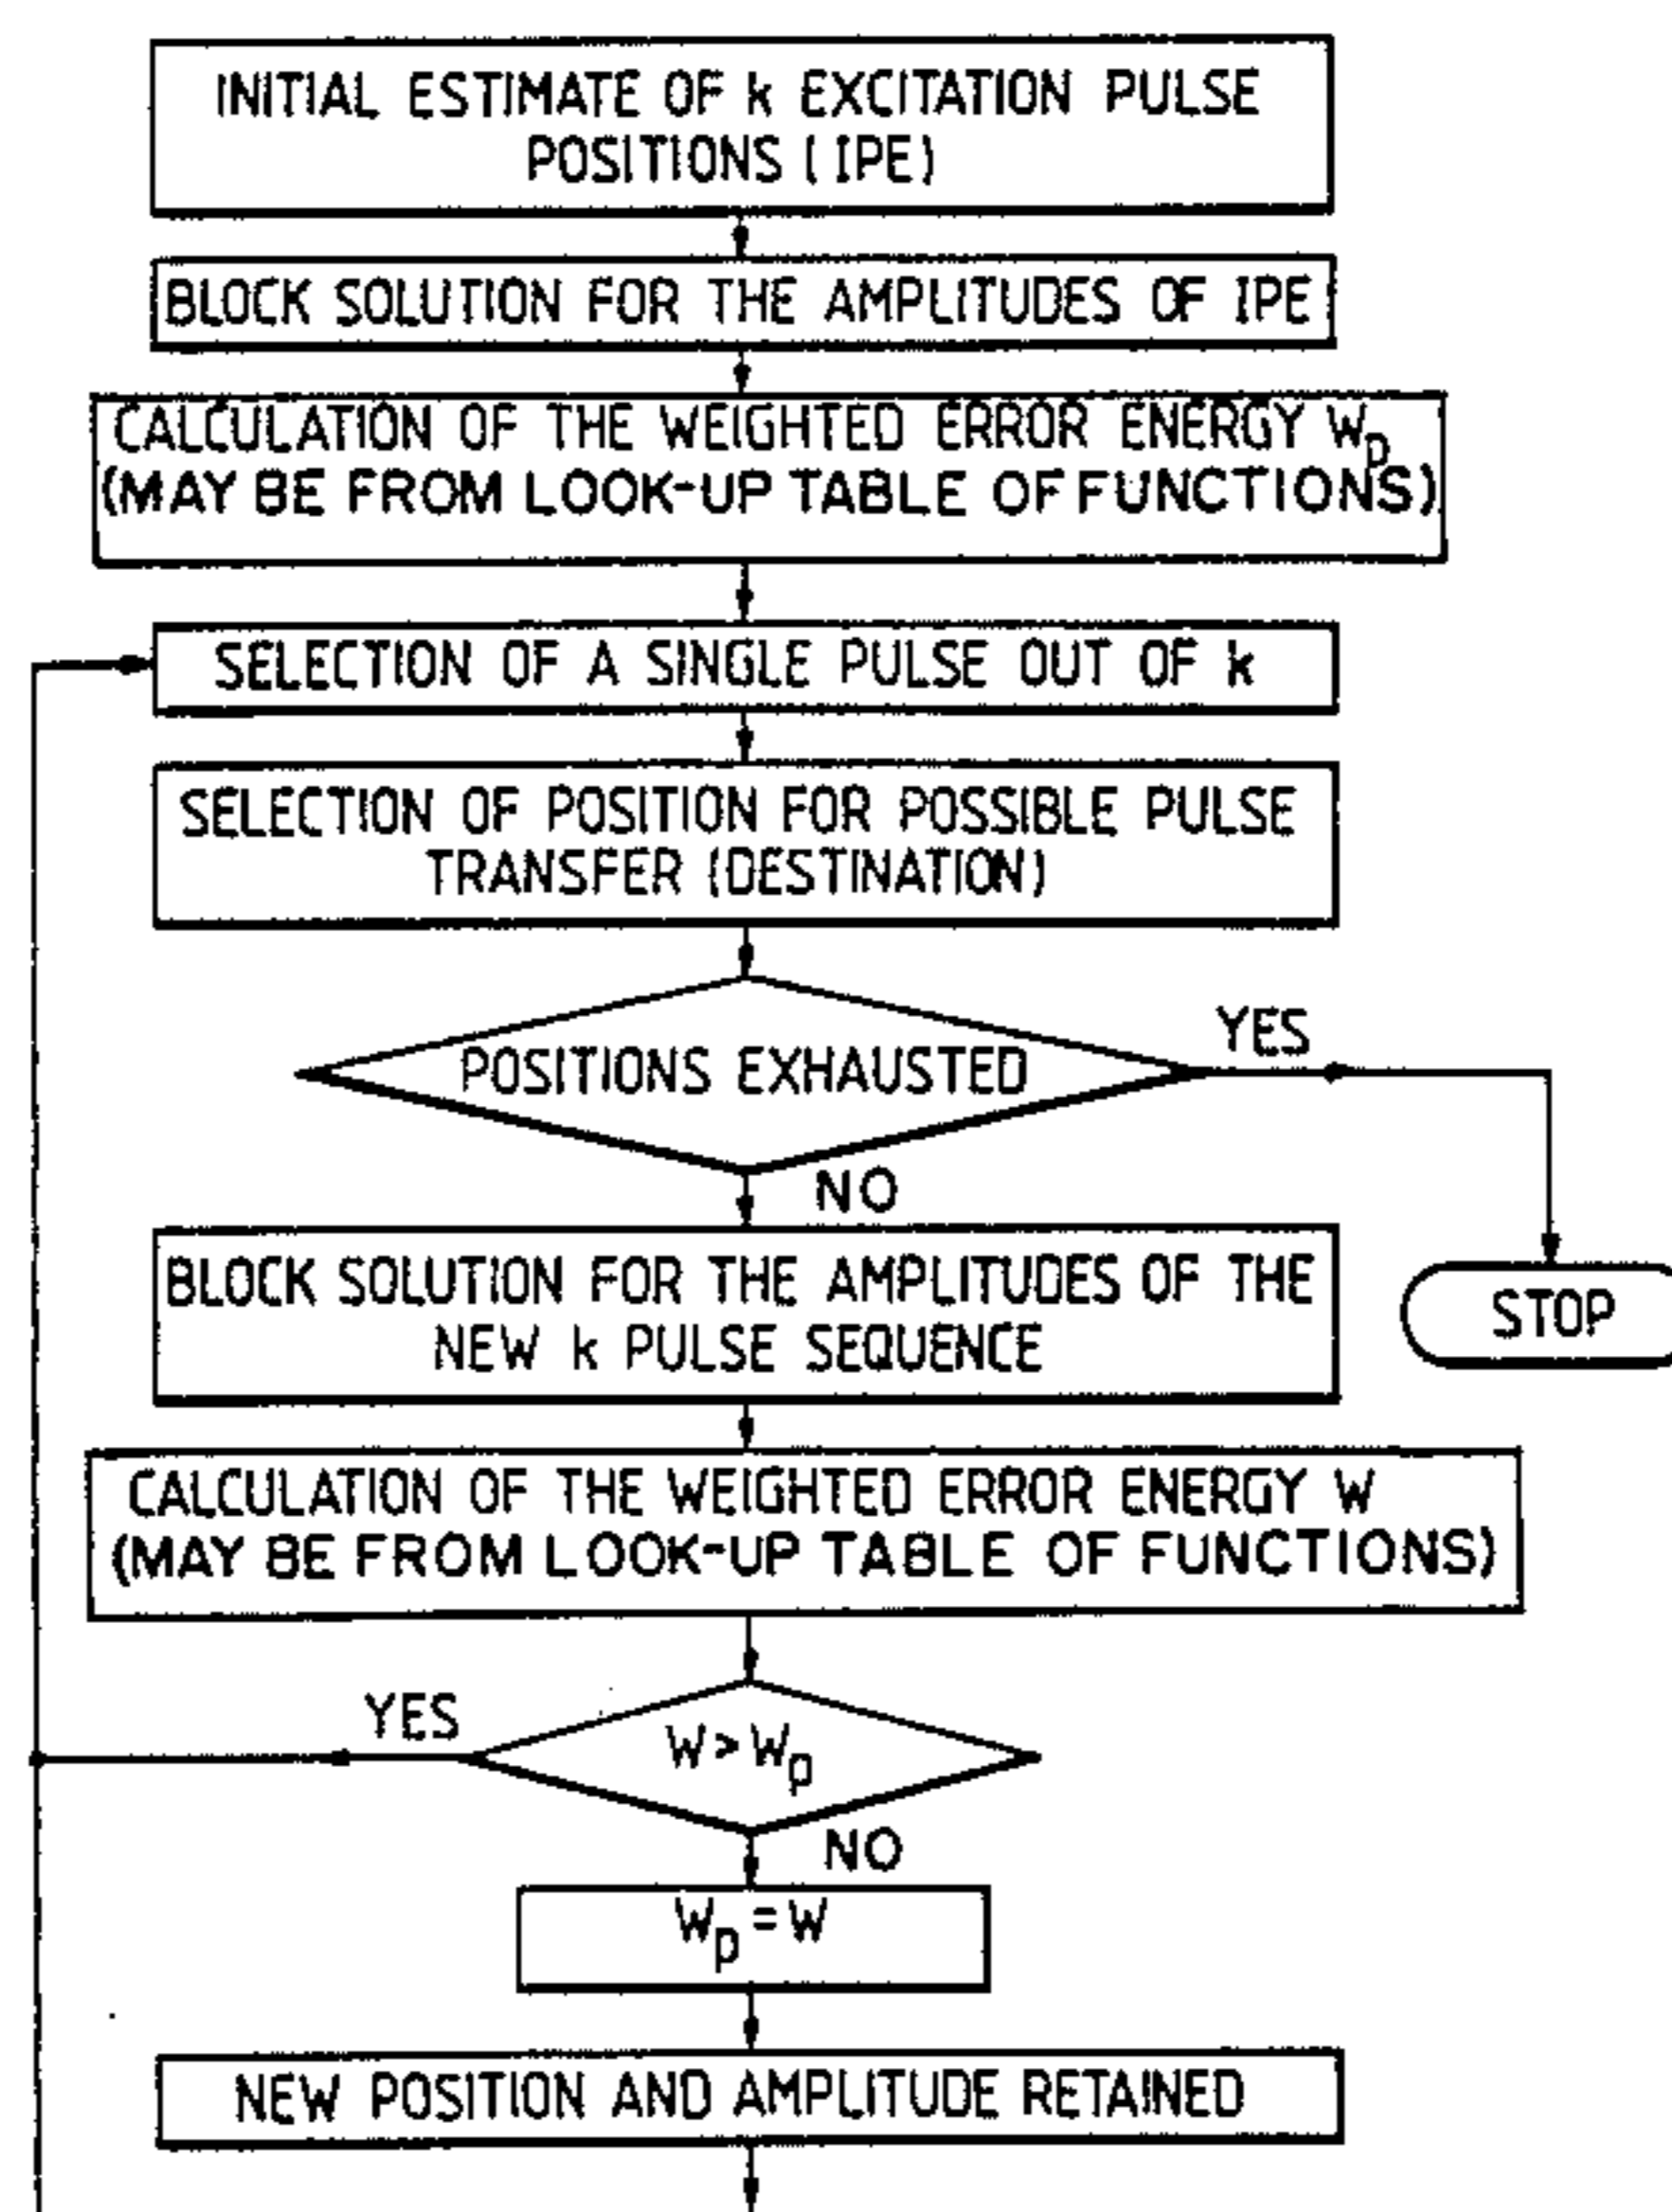 INITIAL ESTIMATE OF k EXCITATION PULSE
POSITIONS (IPE)
BLOCK SOLUTION FOR THE AMPLITUDES OF IPE
CALCULATION OF THE WEIGHTED ERROR ENERGY Wp
(MAY BE FROM LOOK-UP TABLE OF FUNCTIONS)
SELECTION OF A SINGLE PULSE OUT OF k
SELECTION OF POSITION FOR POSSIBLE PULSE
TRANSFER (DESTINATION)
POSITIONS EXHAUSTED
YES
NO
BLOCK SOLUTION FOR THE AMPLITUDES OF THE
NEW k PULSE SEQUENCE
STOP
CALCULATION OF THE WEIGHTED ERROR ENERGY W
(MAY BE FROM LOOK-UP TABLE OF FUNCTIONS)
YES
W > Wp
NO
Wp = W
NEW POSITION AND AMPLITUDE RETAINED